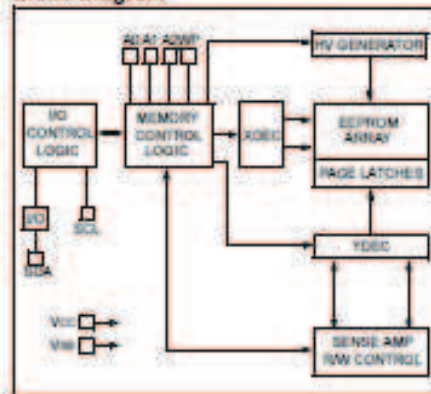 A0 A1 A2 WP
HV GENERATOR
I/O
CONTROL
LOGIC
MEMORY
CONTROL
LOGIC
XDEC
EEPROM
ARRAY
PAGE LATCHES
I/O
SCL
SDA
YDEC
VCC
VSS
SENSE AMP
R/W CONTROL